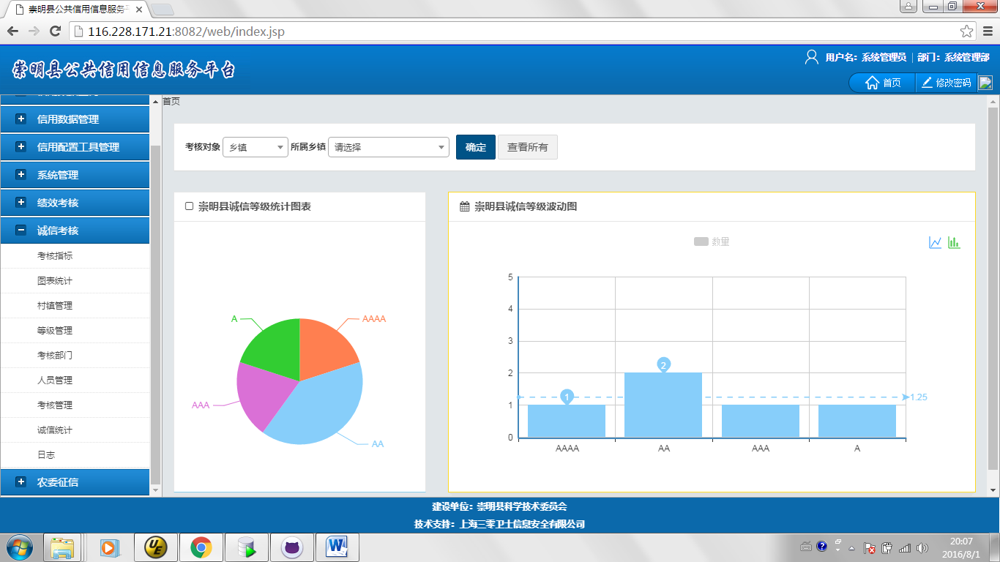 崇明县公共信用信息服务
116.228.171.21:8082/web/index.jsp
崇明县公共信用信息服务平台
用户名：系统管理员 | 部门：系统管理部
首页
修改密码
首页
信用数据管理
信用配置工具管理
系统管理
绩效考核
诚信考核
考核指标
图表统计
村镇管理
等级管理
考核部门
人员管理
考核管理
诚信统计
日志
农委征信
考核对象 乡镇 所属乡镇 请选择 确定 查看所有
崇明县诚信等级统计图表
A
AAAA
AAA
AA
崇明县诚信等级波动图
数量
5
4
3
2
1
0
1
2
1.25
AAAA
AA
AAA
A
建设单位：崇明县科学技术委员会
技术支持：上海三零卫士信息安全有限公司
20:07
2016/8/1